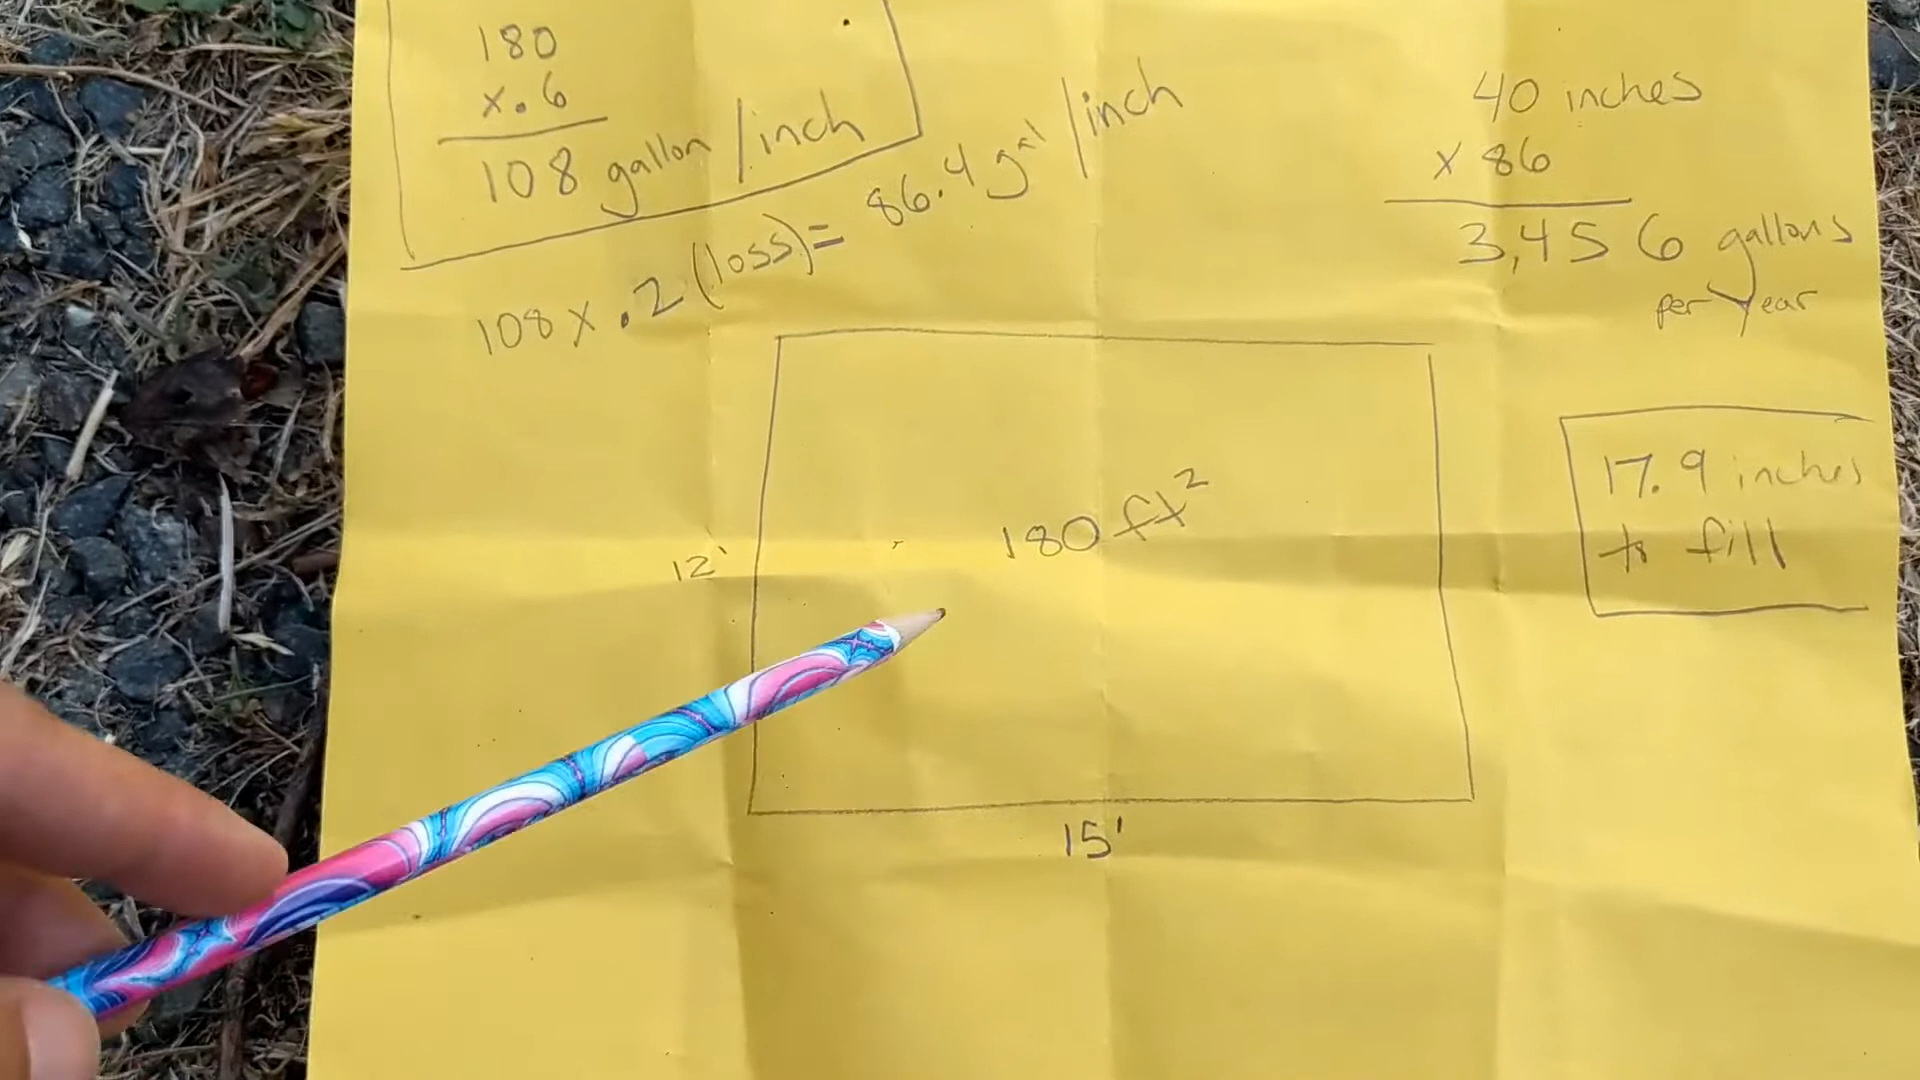 180
x.6
108 gallon/inch
108 x .2 (loss) = 86.4 gal/inch
40 inches
x 86
3,456 gallons
per year
12'
180 ft²
15'
17.9 inches
to fill